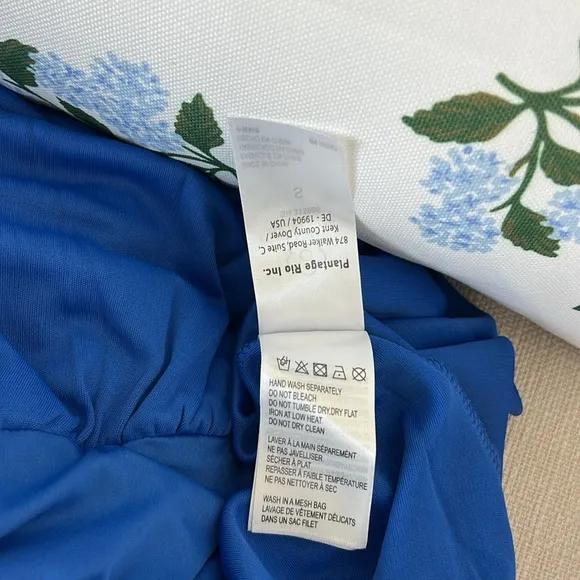 Plantage Rio Inc.
874 Walker Road, Suite C,
Kent County Dover /
DE - 19904 / USA
S
HAND WASH SEPARATELY
DO NOT BLEACH
DO NOT TUMBLE DRY,DRY FLAT
IRON AT LOW HEAT
DO NOT DRY CLEAN
LAVER À LA MAIN SÉPAREMENT
NE PAS JAVELLISER
SÉCHER À PLAT
REPASSER À FAIBLE TEMPÉRATURE
NE PAS NETTOYER À SEC
WASH IN A MESH BAG
LAVAGE DE VÊTEMENT DÉLICATS
DANS UN SAC FILET